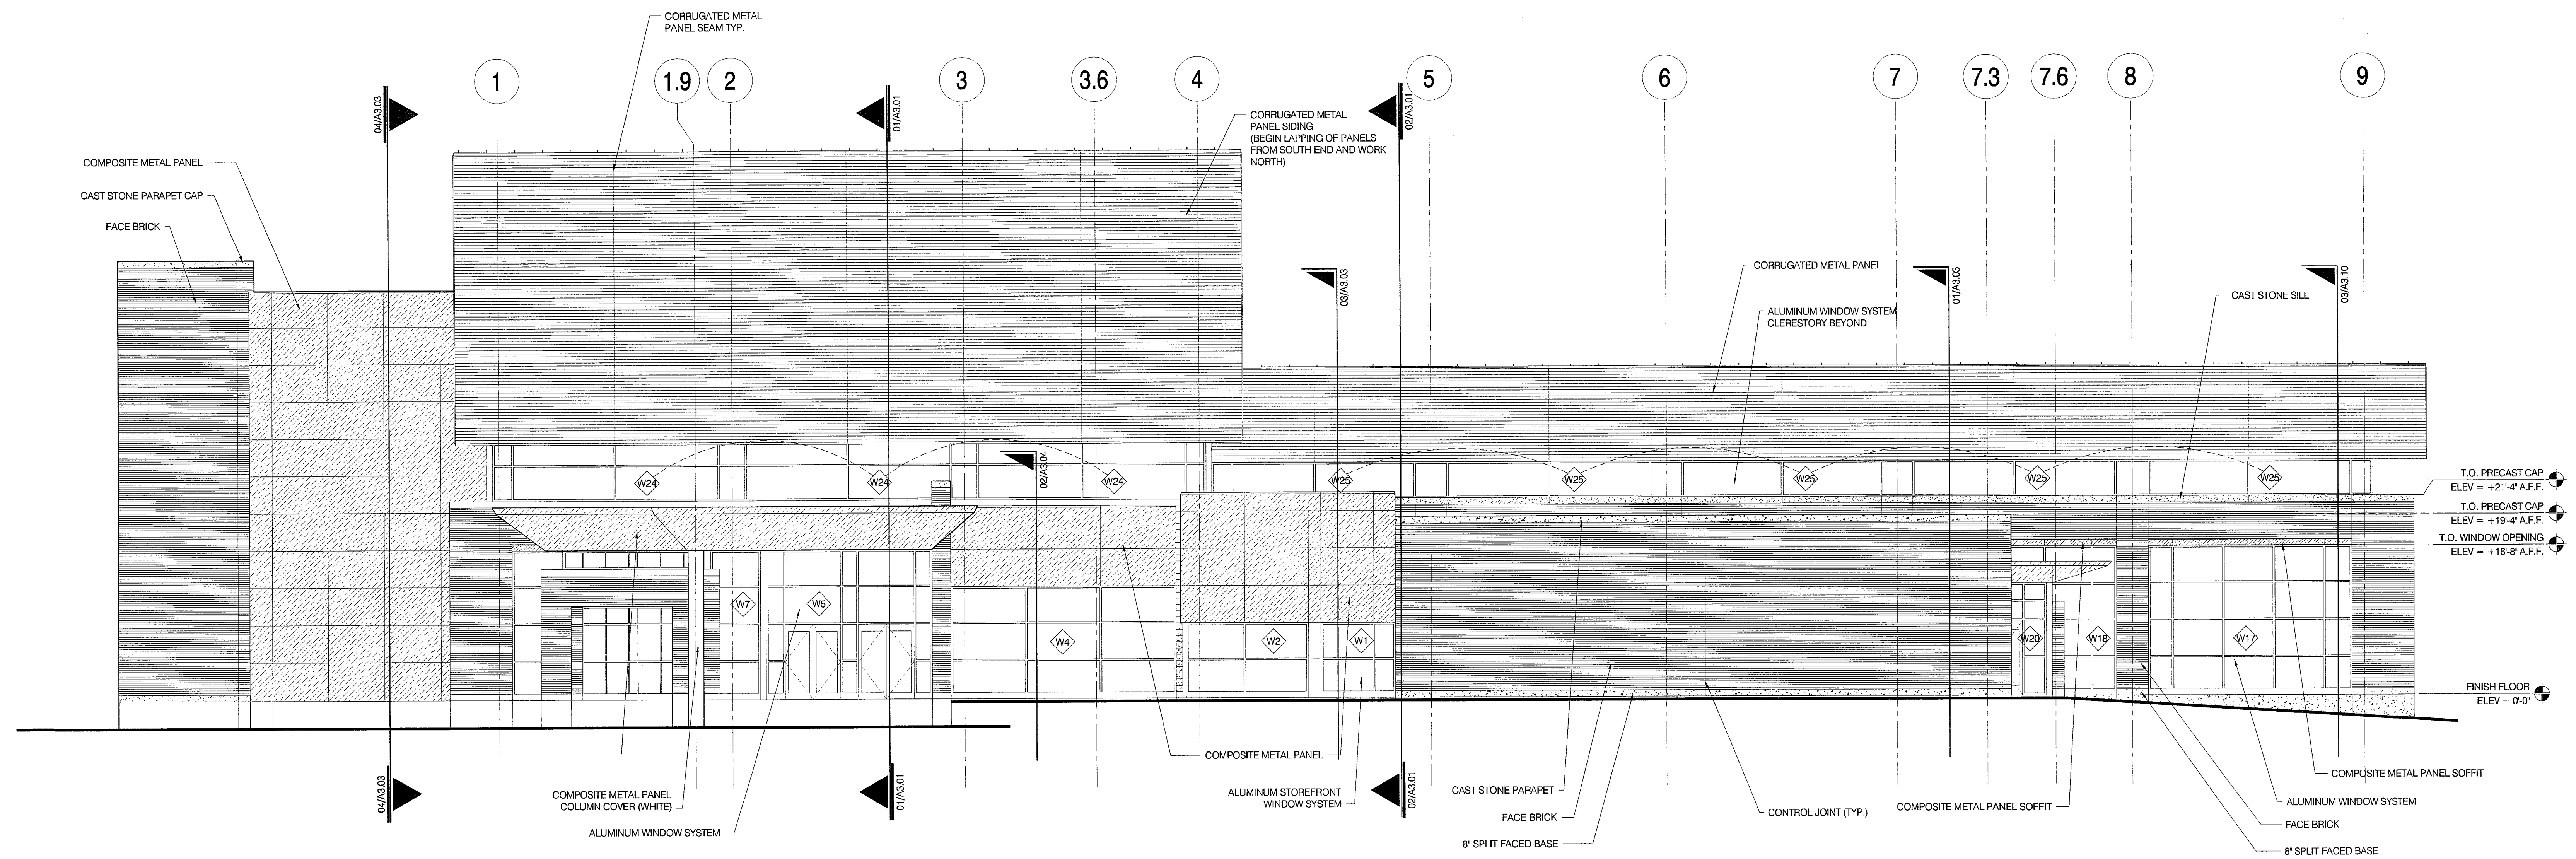 CORRUGATED METAL
PANEL SEAM TYP.
1
1.9
2
3
3.6
4
5
6
7
7.3
7.6
8
9
04/A3.03
01/A3.01
02/A3.01
CORRUGATED METAL
PANEL SIDING
(BEGIN LAPPING OF PANELS
FROM SOUTH END AND WORK
NORTH)
COMPOSITE METAL PANEL
CAST STONE PARAPET CAP
FACE BRICK
03/A3.03
CORRUGATED METAL PANEL
01/A3.03
03/A3.10
CAST STONE SILL
ALUMINUM WINDOW SYSTEM
CLERESTORY BEYOND
02/A3.04
W24
W24
W24
W25
W25
W25
W25
W25
T.O. PRECAST CAP
ELEV = +21'-4" A.F.F.
T.O. PRECAST CAP
ELEV = +19'-4" A.F.F.
T.O. WINDOW OPENING
ELEV = +16'-8" A.F.F.
W7
W5
W4
W2
W1
W20
W18
W17
FINISH FLOOR
ELEV = 0'-0"
04/A3.03
01/A3.01
02/A3.01
COMPOSITE METAL PANEL
COLUMN COVER (WHITE)
ALUMINUM WINDOW SYSTEM
COMPOSITE METAL PANEL
ALUMINUM STOREFRONT
WINDOW SYSTEM
CAST STONE PARAPET
FACE BRICK
8" SPLIT FACED BASE
CONTROL JOINT (TYP.)
COMPOSITE METAL PANEL SOFFIT
COMPOSITE METAL PANEL SOFFIT
ALUMINUM WINDOW SYSTEM
FACE BRICK
8" SPLIT FACED BASE